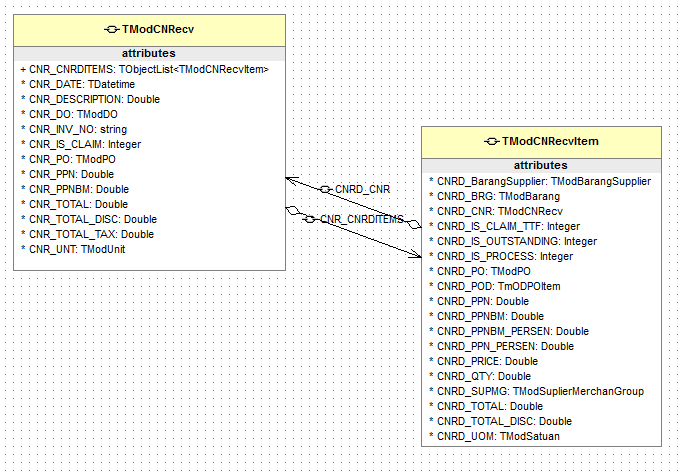 TModCNRecv
attributes
+ CNR_CNRDITEMS: TObjectList<TModCNRecvItem>
* CNR_DATE: TDatetime
* CNR_DESCRIPTION: Double
* CNR_DO: TModDO
* CNR_INV_NO: string
* CNR_IS_CLAIM: Integer
* CNR_PO: TModPO
* CNR_PPN: Double
* CNR_PPNBM: Double
* CNR_TOTAL: Double
* CNR_TOTAL_DISC: Double
* CNR_TOTAL_TAX: Double
* CNR_UNT: TModUnit
CNRD_CNR
CNR_CNRDITEMS
TModCNRecvItem
attributes
* CNRD_BarangSupplier: TModBarangSupplier
* CNRD_BRG: TModBarang
* CNRD_CNR: TModCNRecv
* CNRD_IS_CLAIM_TTF: Integer
* CNRD_IS_OUTSTANDING: Integer
* CNRD_IS_PROCESS: Integer
* CNRD_PO: TModPO
* CNRD_POD: TmODPOItem
* CNRD_PPN: Double
* CNRD_PPNBM: Double
* CNRD_PPNBM_PERSEN: Double
* CNRD_PPN_PERSEN: Double
* CNRD_PRICE: Double
* CNRD_QTY: Double
* CNRD_SUPMG: TModSuplierMerchanGroup
* CNRD_TOTAL: Double
* CNRD_TOTAL_DISC: Double
* CNRD_UOM: TModSatuan